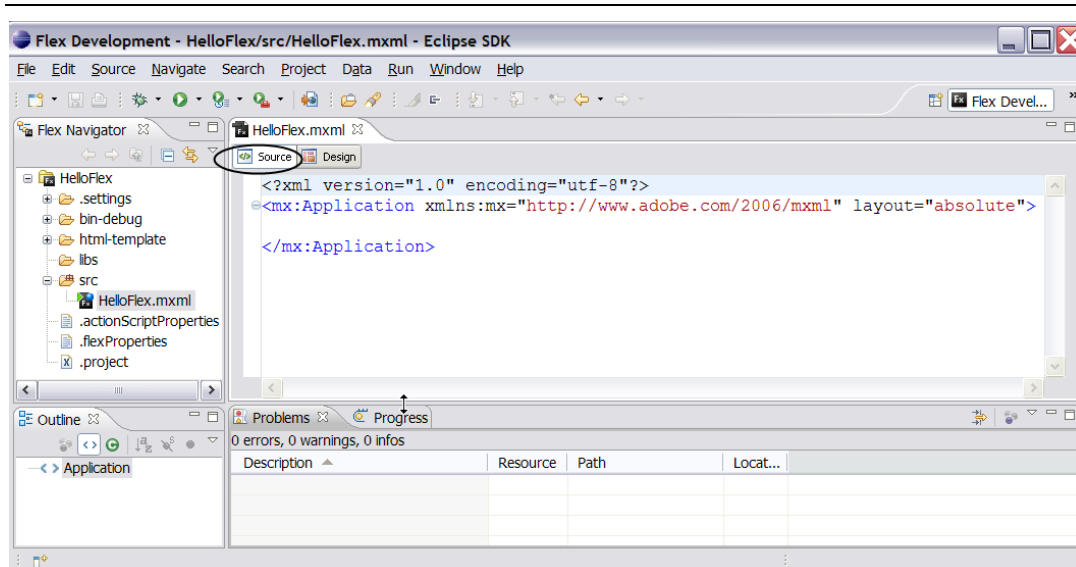 Flex Development - HelloFlex/src/HelloFlex.mxml - Eclipse SDK
File Edit Source Navigate Search Project Data Run Window Help
Flex Devel...
Flex Navigator
HelloFlex.mxml
Source Design
HelloFlex
.settings
bin-debug
html-template
libs
src
HelloFlex.mxml
.actionScriptProperties
.flexProperties
.project
<?xml version="1.0" encoding="utf-8"?>
<mx:Application xmlns:mx="http://www.adobe.com/2006/mxml" layout="absolute">
</mx:Application>
Outline
Application
Problems Progress
0 errors, 0 warnings, 0 infos
Description Resource Path Locat...